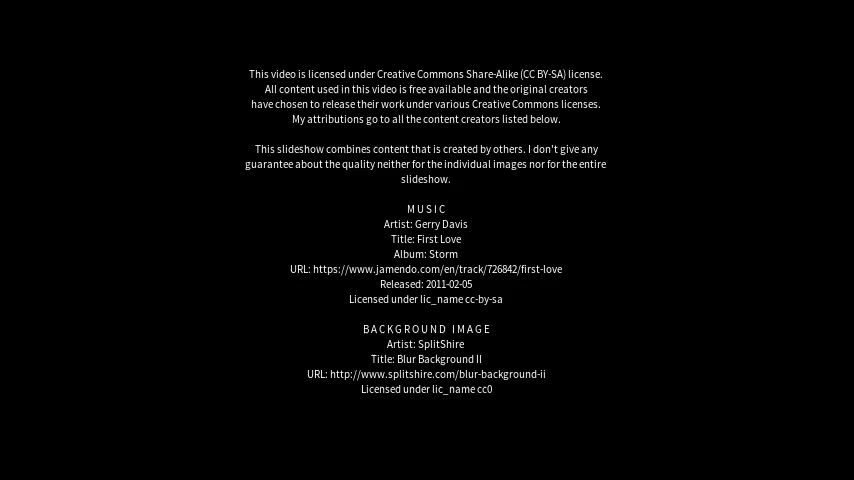 This video is licensed under Creative Commons Share-Alike (CC BY-SA) license.
All content used in this video is free available and the original creators
have chosen to release their work under various Creative Commons licenses.
My attributions go to all the content creators listed below.
This slideshow combines content that is created by others. I don't give any
guarantee about the quality neither for the individual images nor for the entire
slideshow.
MUSIC
Artist: Gerry Davis
Title: First Love
Album: Storm
URL: https://www.jamendo.com/en/track/726842/first-love
Released: 2011-02-05
Licensed under lic_name cc-by-sa
BACKGROUND IMAGE
Artist: SplitShire
Title: Blur Background II
URL: http://www.splitshire.com/blur-background-ii
Licensed under lic_name cc0